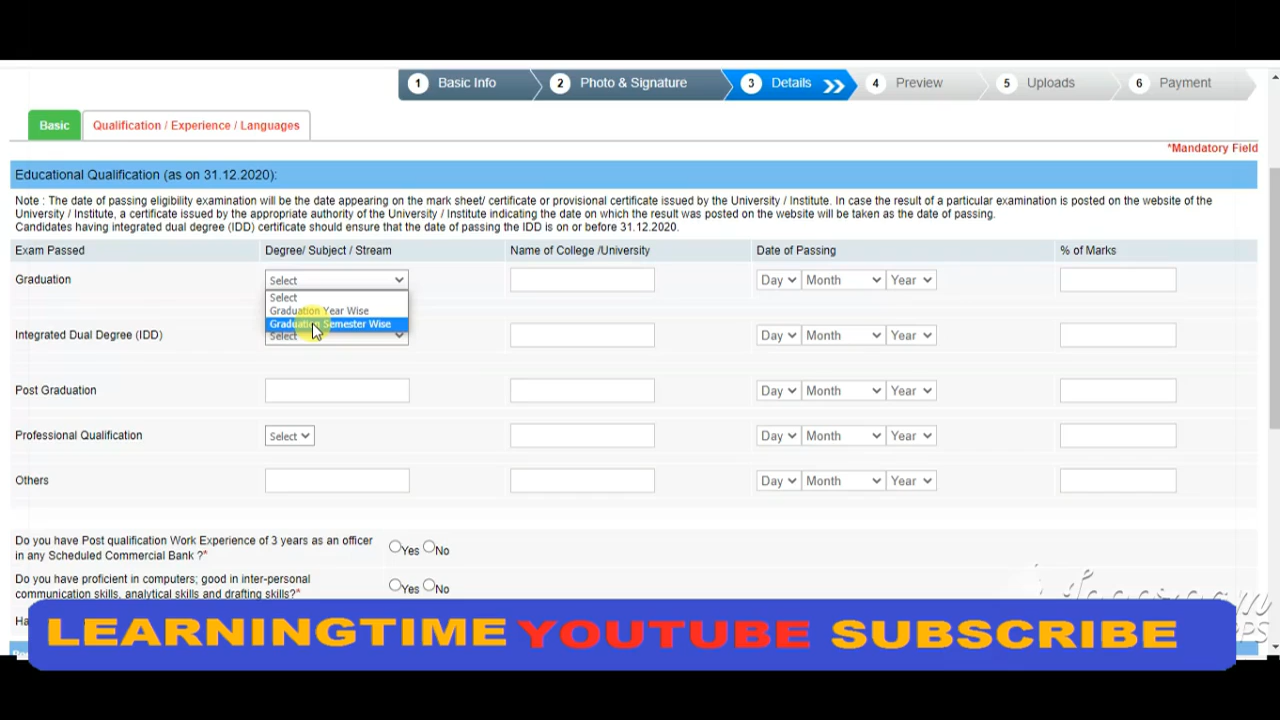 1 Basic Info 2 Photo & Signature 3 Details 4 Preview 5 Uploads 6 Payment
Basic Qualification / Experience / Languages
*Mandatory Field
Educational Qualification (as on 31.12.2020):
Note : The date of passing eligibility examination will be the date appearing on the mark sheet/ certificate or provisional certificate issued by the University / Institute. In case the result of a particular examination is posted on the website of the
University / Institute, a certificate issued by the appropriate authority of the University / Institute indicating the date on which the result was posted on the website will be taken as the date of passing.
Candidates having integrated dual degree (IDD) certificate should ensure that the date of passing the IDD is on or before 31.12.2020.
Exam Passed Degree/ Subject / Stream Name of College /University Date of Passing % of Marks
Graduation Select Day Month Year
Select
Graduation Year Wise
Graduation Semester Wise
Integrated Dual Degree (IDD) Select Day Month Year
Post Graduation Day Month Year
Professional Qualification Select Day Month Year
Others Day Month Year
Do you have Post qualification Work Experience of 3 years as an officer
in any Scheduled Commercial Bank ?* Yes No
Do you have proficient in computers; good in inter-personal
communication skills, analytical skills and drafting skills?* Yes No
LEARNINGTIME YOUTUBE SUBSCRIBE